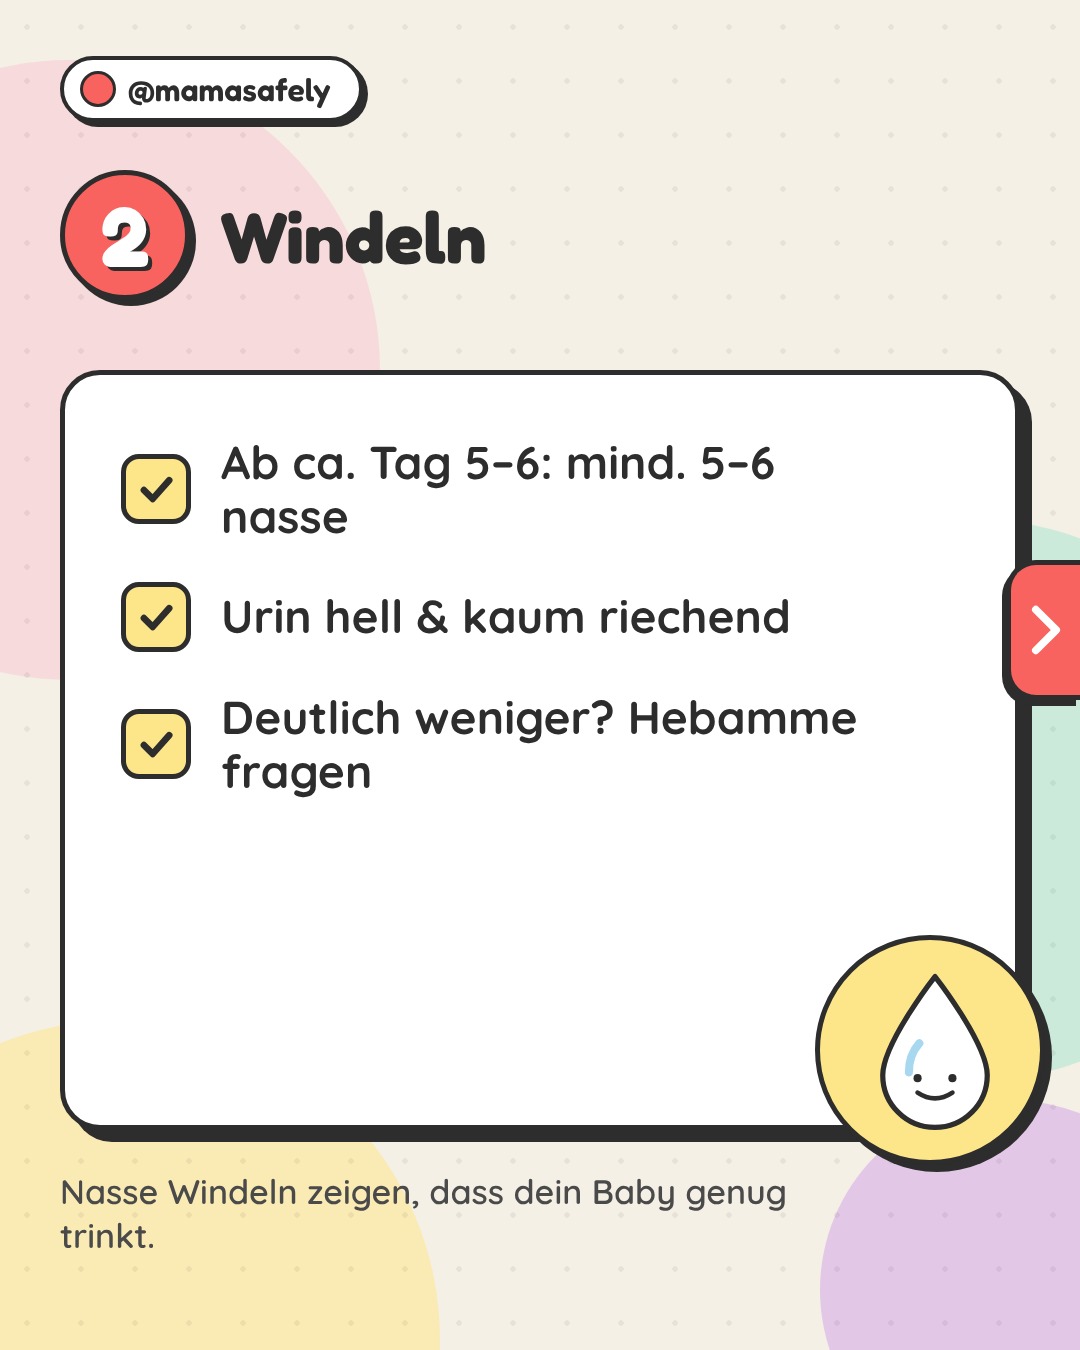 @mamasafely
2 Windeln
Ab ca. Tag 5–6: mind. 5–6
nasse
Urin hell & kaum riechend
Deutlich weniger? Hebamme
fragen
Nasse Windeln zeigen, dass dein Baby genug
trinkt.